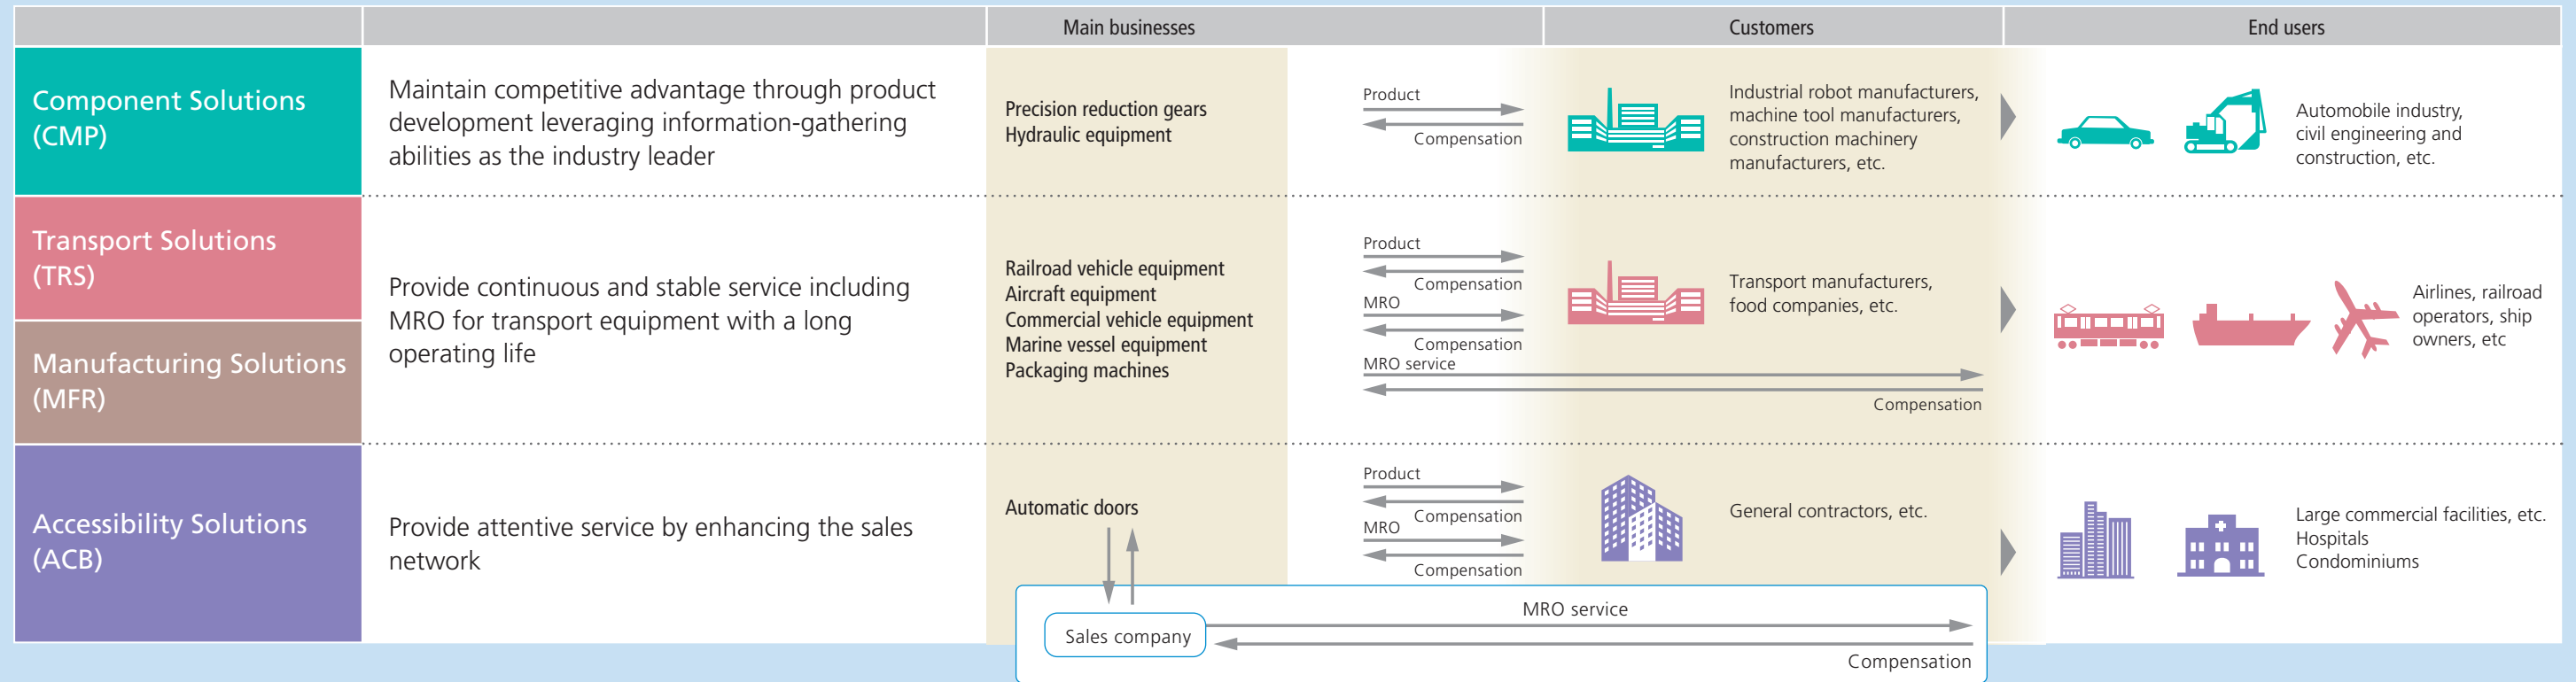 Main businesses
Customers
End users
Component Solutions
(CMP)
Maintain competitive advantage through product
development leveraging information-gathering
abilities as the industry leader
Precision reduction gears
Hydraulic equipment
Product
Compensation
Industrial robot manufacturers,
machine tool manufacturers,
construction machinery
manufacturers, etc.
Automobile industry,
civil engineering and
construction, etc.
Transport Solutions
(TRS)
Manufacturing Solutions
(MFR)
Provide continuous and stable service including
MRO for transport equipment with a long
operating life
Railroad vehicle equipment
Aircraft equipment
Commercial vehicle equipment
Marine vessel equipment
Packaging machines
Product
Compensation
MRO
Compensation
MRO service
Compensation
Transport manufacturers,
food companies, etc.
Airlines, railroad
operators, ship
owners, etc
Accessibility Solutions
(ACB)
Provide attentive service by enhancing the sales
network
Automatic doors
Product
Compensation
MRO
Compensation
General contractors, etc.
Large commercial facilities, etc.
Hospitals
Condominiums
Sales company
MRO service
Compensation